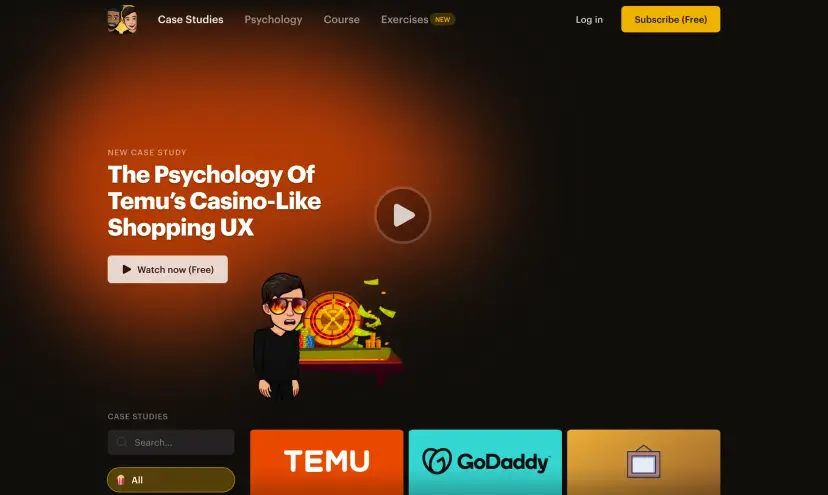 Case Studies
Psychology
Course
Exercises NEW
Log in
Subscribe (Free)
NEW CASE STUDY
The Psychology Of
Temu’s Casino-Like
Shopping UX
Watch now (Free)
CASE STUDIES
Search...
All
TEMU
GoDaddy